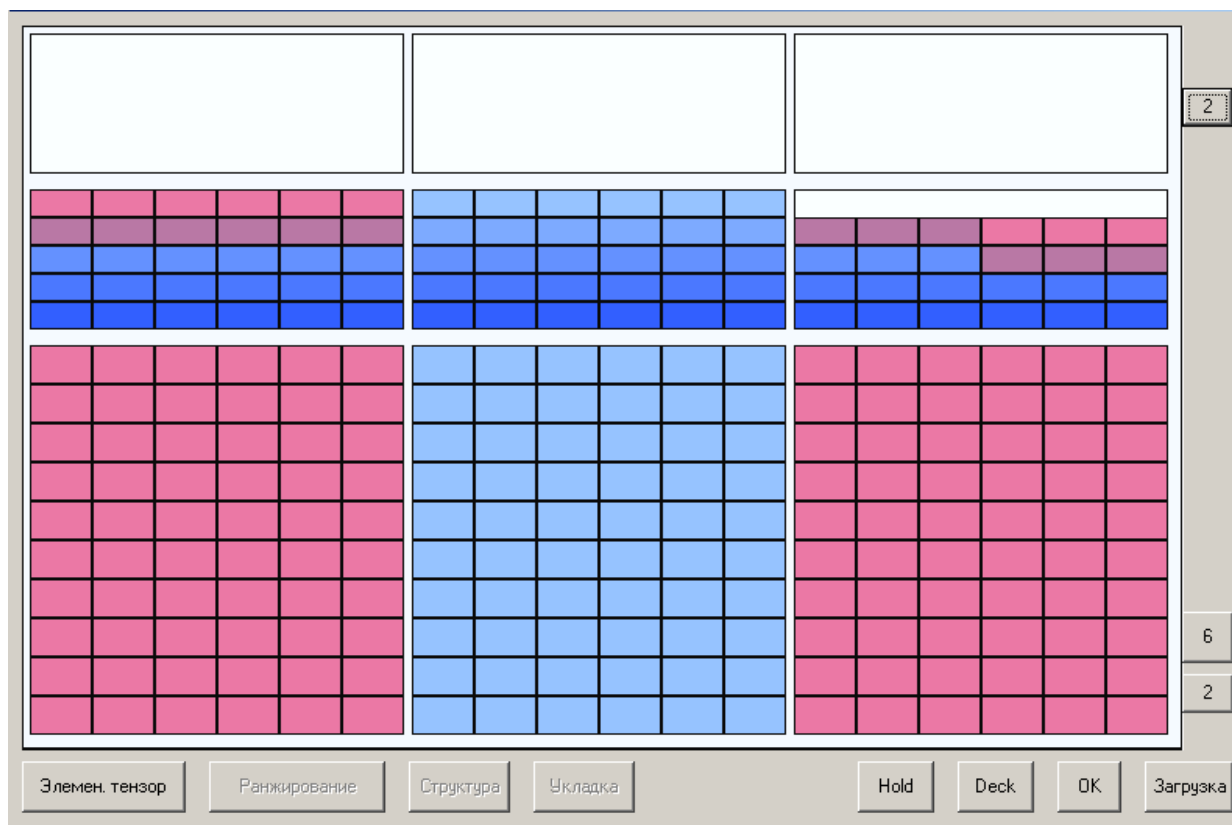 2
6
2
Элемен. тензор
Ранжирование
Структура
Укладка
Hold
Deck
OK
Загрузка